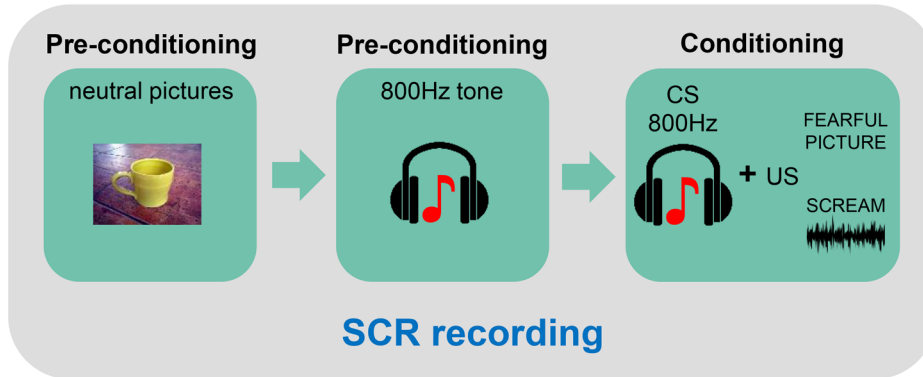 Pre-conditioning
neutral pictures
Pre-conditioning
800Hz tone
Conditioning
CS
800Hz
+ US
FEARFUL
PICTURE
SCREAM
SCR recording